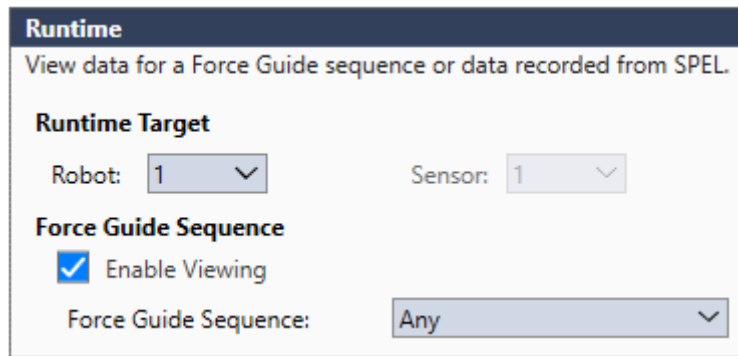 Runtime
View data for a Force Guide sequence or data recorded from SPEL.
Runtime Target
Robot: 1 Sensor: 1
Force Guide Sequence
Enable Viewing
Force Guide Sequence: Any